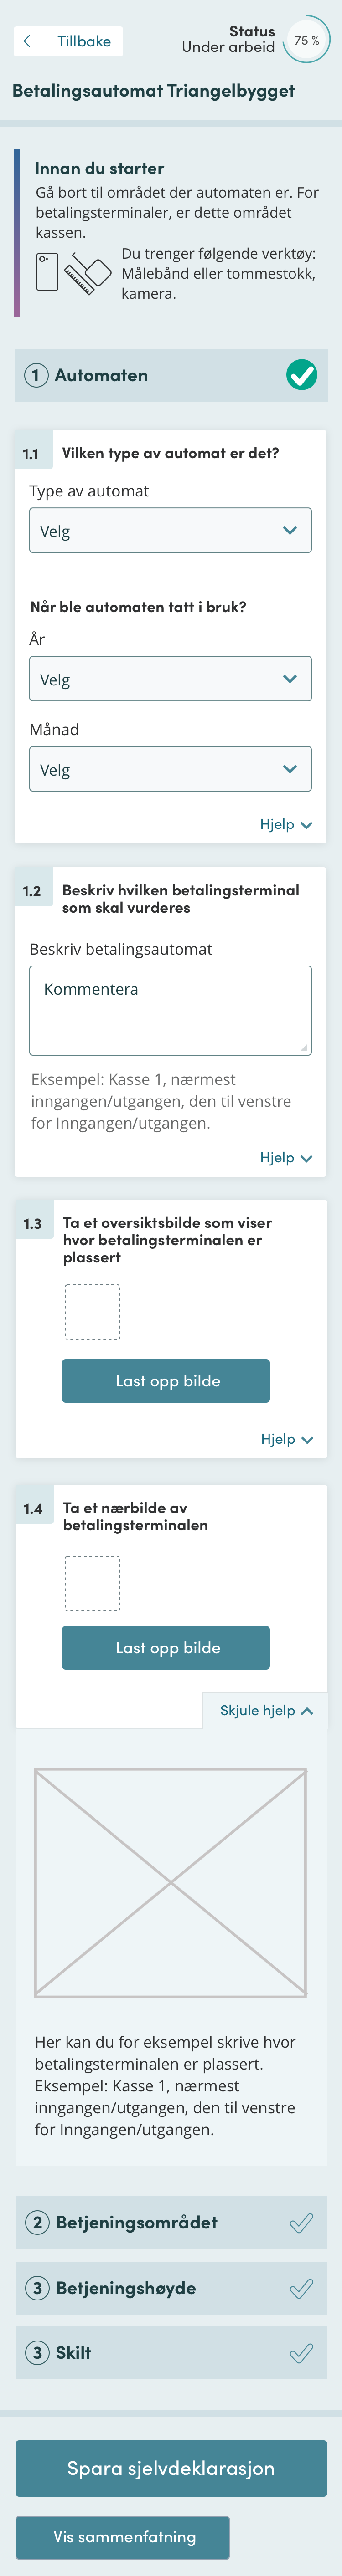 Tillbake
Status
Under arbeid
75 %
Betalingsautomat Triangelbygget
Innan du starter
Gå bort til området der automaten er. For
betalingsterminaler, er dette området
kassen.
Du trenger følgende verktøy:
Målebånd eller tommestokk,
kamera.
1 Automaten
1.1 Vilken type av automat er det?
Type av automat
Velg
Når ble automaten tatt i bruk?
År
Velg
Månad
Velg
Hjelp
1.2 Beskriv hvilken betalingsterminal
som skal vurderes
Beskriv betalingsautomat
Kommentera
Eksempel: Kasse 1, nærmest
inngangen/utgangen, den til venstre
for Inngangen/utgangen.
Hjelp
1.3 Ta et oversiktsbilde som viser
hvor betalingsterminalen er
plassert
Last opp bilde
Hjelp
1.4 Ta et nærbilde av
betalingsterminalen
Last opp bilde
Skjule hjelp
Her kan du for eksempel skrive hvor
betalingsterminalen er plassert.
Eksempel: Kasse 1, nærmest
inngangen/utgangen, den til venstre
for Inngangen/utgangen.
2 Betjeningsområdet
3 Betjeningshøyde
3 Skilt
Spara sjelvdeklarasjon
Vis sammenfatning